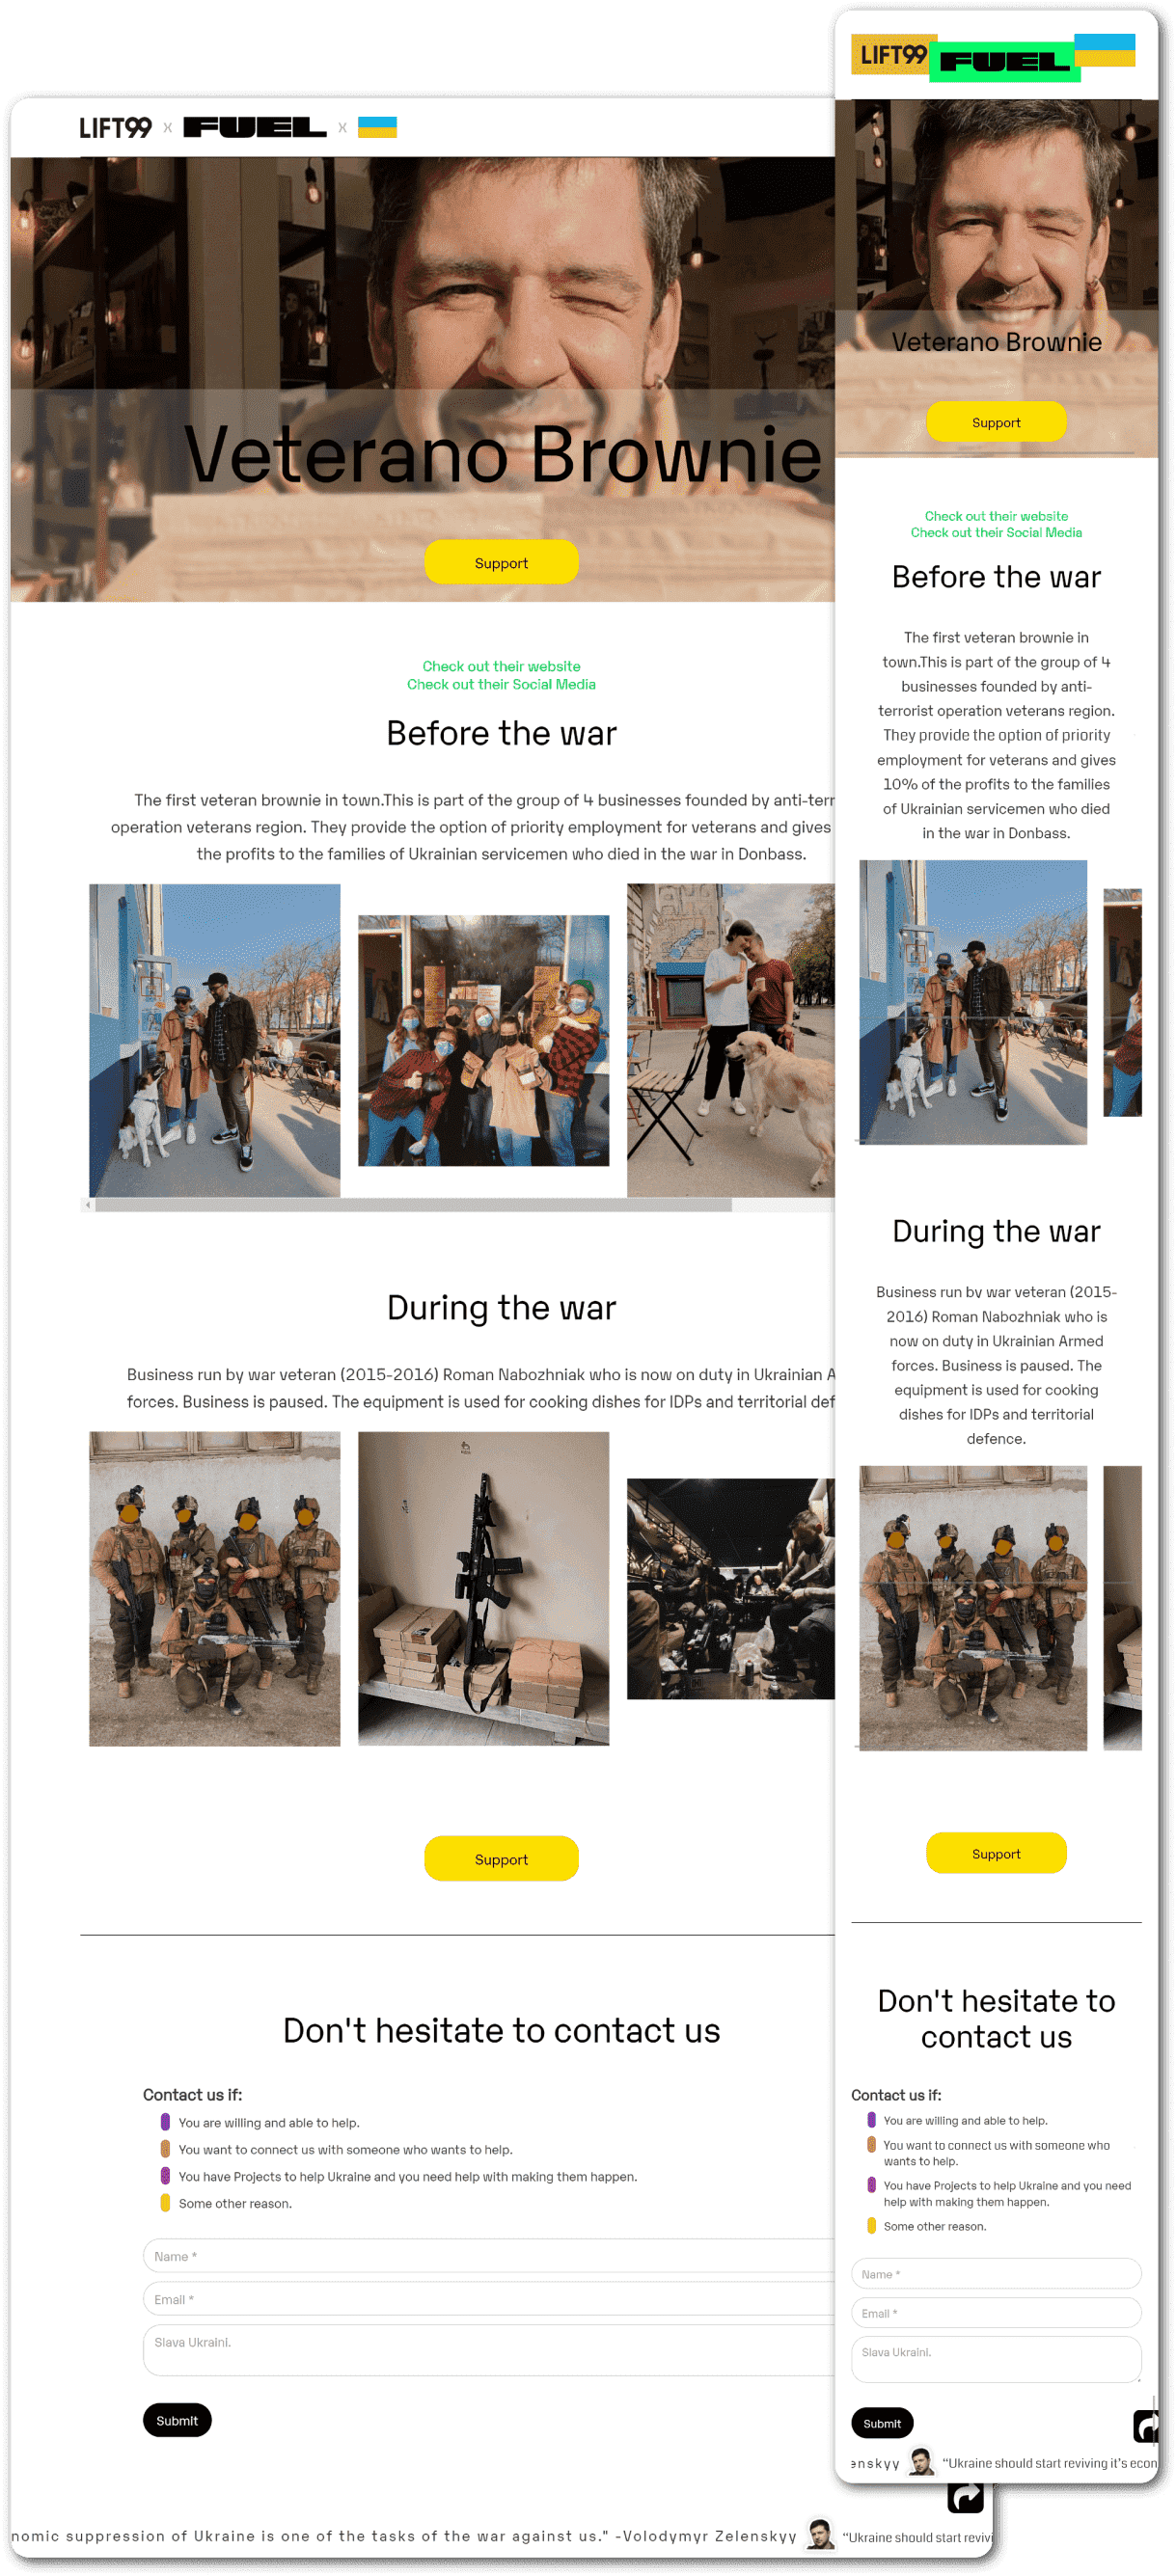 LIFT99 x FUEL x
Veterano Brownie
Support
Check out their website
Check out their Social Media
Before the war
The first veteran brownie in town.This is part of the group of 4 businesses founded by anti-terr
operation veterans region. They provide the option of priority employment for veterans and gives
the profits to the families of Ukrainian servicemen who died in the war in Donbass.
During the war
Business run by war veteran (2015-2016) Roman Nabozhniak who is now on duty in Ukrainian A
forces. Business is paused. The equipment is used for cooking dishes for IDPs and territorial def
Support
Don't hesitate to contact us
Contact us if:
You are willing and able to help.
You want to connect us with someone who wants to help.
You have Projects to help Ukraine and you need help with making them happen.
Some other reason.
Name *
Email *
Slava Ukraini.
Submit
nomic suppression of Ukraine is one of the tasks of the war against us." -Volodymyr Zelenskyy "Ukraine should start revivi
LIFT99 FUEL
Veterano Brownie
Support
Check out their website
Check out their Social Media
Before the war
The first veteran brownie in
town.This is part of the group of 4
businesses founded by anti-
terrorist operation veterans region.
They provide the option of priority
employment for veterans and gives
10% of the profits to the families
of Ukrainian servicemen who died
in the war in Donbass.
During the war
Business run by war veteran (2015-
2016) Roman Nabozhniak who is
now on duty in Ukrainian Armed
forces. Business is paused. The
equipment is used for cooking
dishes for IDPs and territorial
defence.
Support
Don't hesitate to
contact us
Contact us if:
You are willing and able to help.
You want to connect us with someone who
wants to help.
You have Projects to help Ukraine and you need
help with making them happen.
Some other reason.
Name *
Email *
Slava Ukraini.
Submit
enskyy "Ukraine should start reviving it's econ